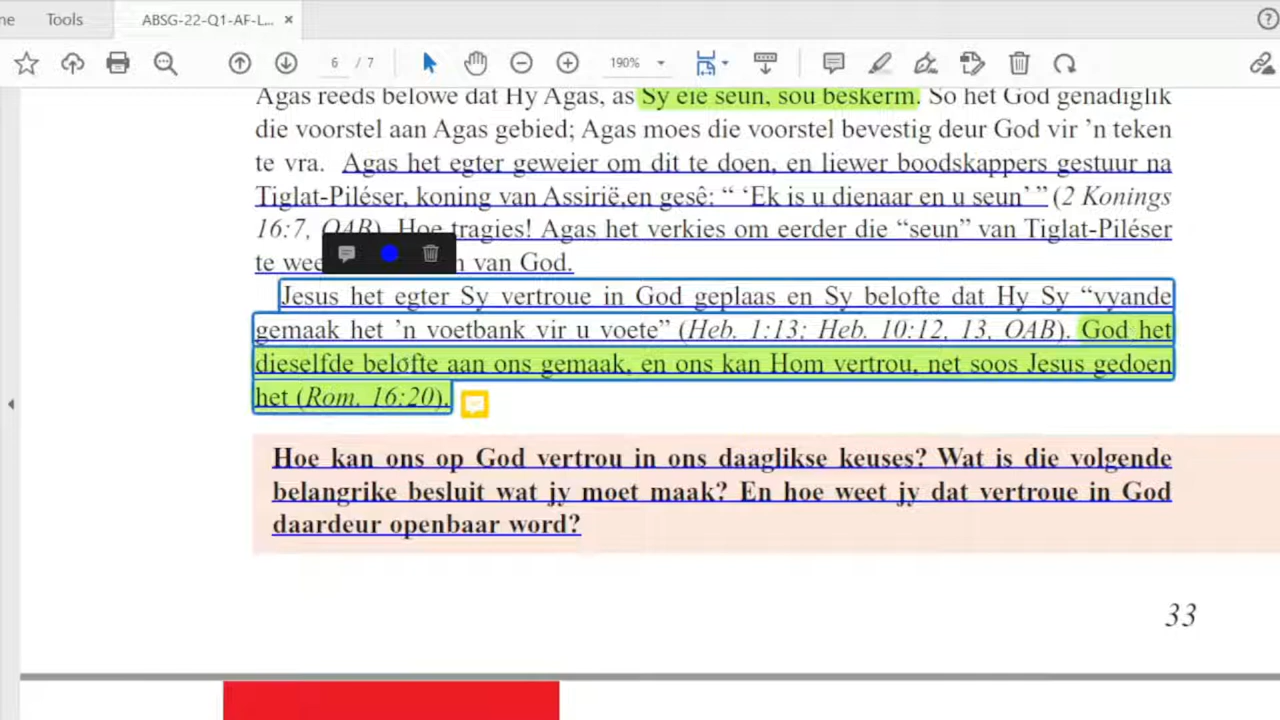 ne Tools ABSG-22-Q1-AF-L... ×
6 / 7 190%
Agas reeds belowe dat Hy Agas, as Sy eie seun, sou beskerm. So het God genadiglik
die voorstel aan Agas gebied; Agas moes die voorstel bevestig deur God vir ’n teken
te vra. Agas het egter geweier om dit te doen, en liewer boodskappers gestuur na
Tiglat-Piléser, koning van Assirië,en gesê: “ ‘Ek is u dienaar en u seun’ ” (2 Konings
16:7, OAB). Hoe tragies! Agas het verkies om eerder die “seun” van Tiglat-Piléser
te wee van God.
Jesus het egter Sy vertroue in God geplaas en Sy belofte dat Hy Sy “vyande
gemaak het ’n voetbank vir u voete” (Heb. 1:13; Heb. 10:12, 13, OAB). God het
dieselfde belofte aan ons gemaak, en ons kan Hom vertrou, net soos Jesus gedoen
het (Rom. 16:20).
Hoe kan ons op God vertrou in ons daaglikse keuses? Wat is die volgende
belangrike besluit wat jy moet maak? En hoe weet jy dat vertroue in God
daardeur openbaar word?
33